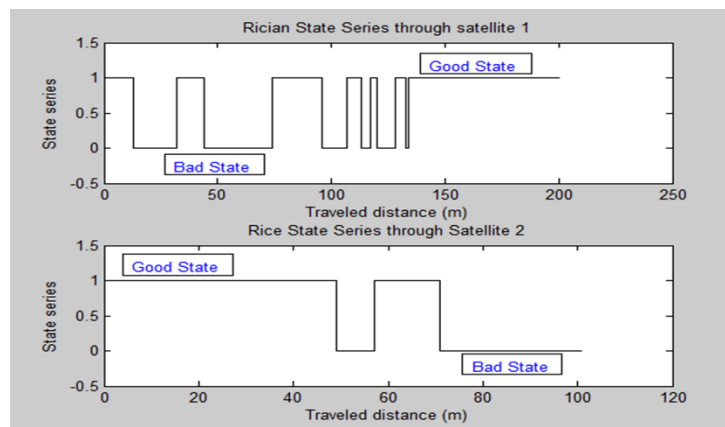 Rician State Series through satellite 1
1.5
1
0.5
0
-0.5
State series
Good State
Bad State
0 50 100 150 200 250
Traveled distance (m)
Rice State Series through Satellite 2
1.5
1
0.5
0
-0.5
State series
Good State
Bad State
0 20 40 60 80 100 120
Traveled distance (m)